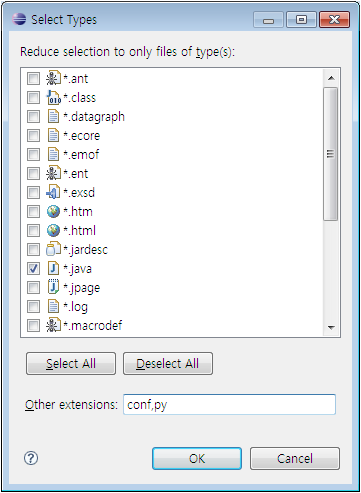 Select Types
Reduce selection to only files of type(s):
*.ant
*.class
*.datagraph
*.ecore
*.emof
*.ent
*.exsd
*.htm
*.html
*.jardesc
*.java
*.jpage
*.log
*.macrodef
Select All Deselect All
Other extensions: conf,py
OK Cancel